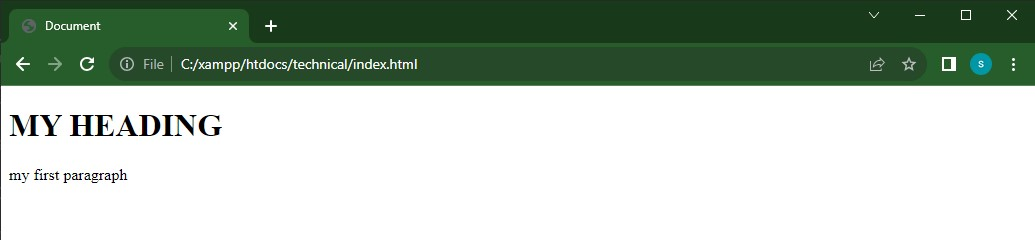 Document
File
C:/xampp/htdocs/technical/index.html
s
MY HEADING
my first paragraph